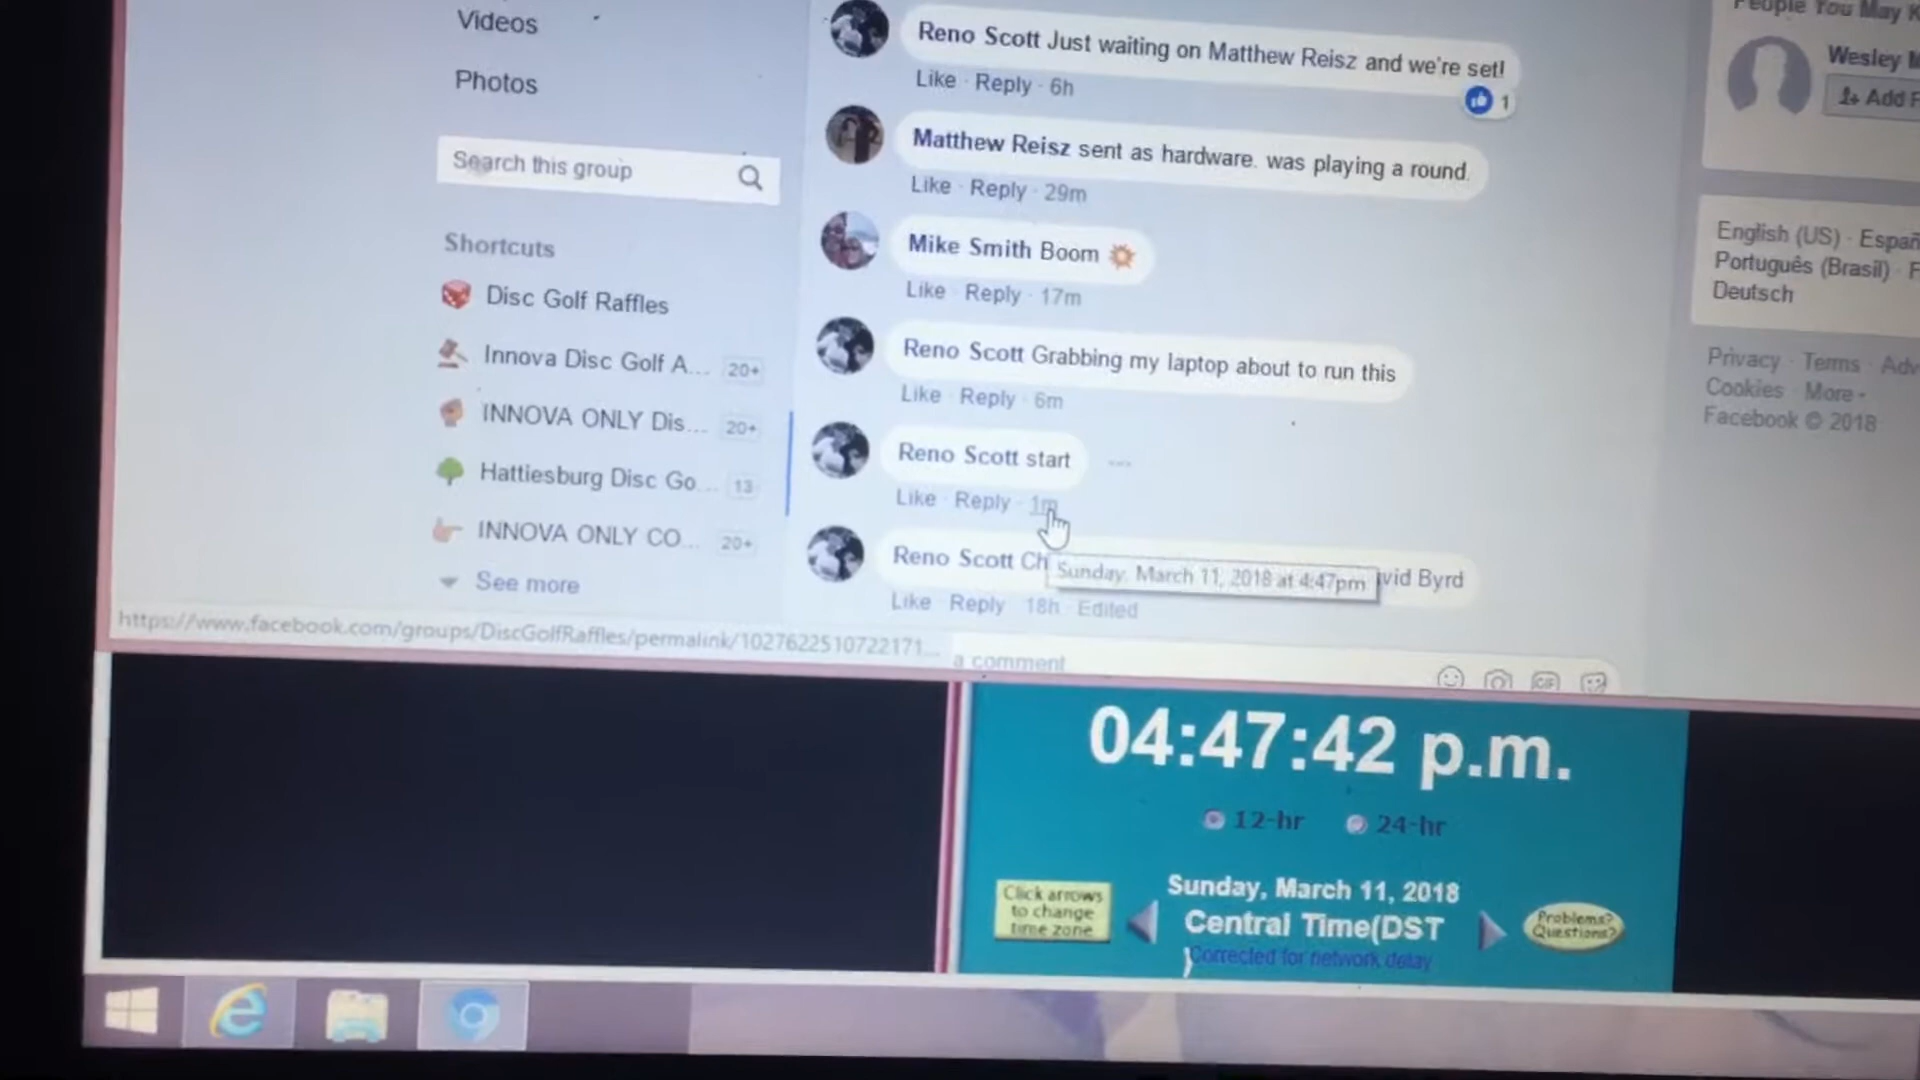 Videos
Photos
Search this group
Shortcuts
Disc Golf Raffles
Innova Disc Golf A... 20+
INNOVA ONLY Dis... 20+
Hattiesburg Disc Go... 13
INNOVA ONLY CO... 20+
See more
https://www.facebook.com/groups/DiscGolfRaffles/permalink/1027622510722171...
Reno Scott Just waiting on Matthew Reisz and we're set!
Like · Reply · 6h
1
Matthew Reisz sent as hardware. was playing a round.
Like · Reply · 29m
Mike Smith Boom
Like · Reply · 17m
Reno Scott Grabbing my laptop about to run this
Like · Reply · 6m
Reno Scott start
Like · Reply · 1m
Reno Scott Ch
vid Byrd
Sunday, March 11, 2018 at 4:47pm
Like · Reply · 18h · Edited
a comment
GIF
People You May K
Wesley M
Add F
English (US) · Españ
Português (Brasil) · F
Deutsch
Privacy · Terms · Adv
Cookies · More
Facebook © 2018
04:47:42 p.m.
12-hr 24-hr
Click arrows
to change
time zone
Sunday, March 11, 2018
Central Time(DST
)
Corrected for network delay
Problems?
Questions?